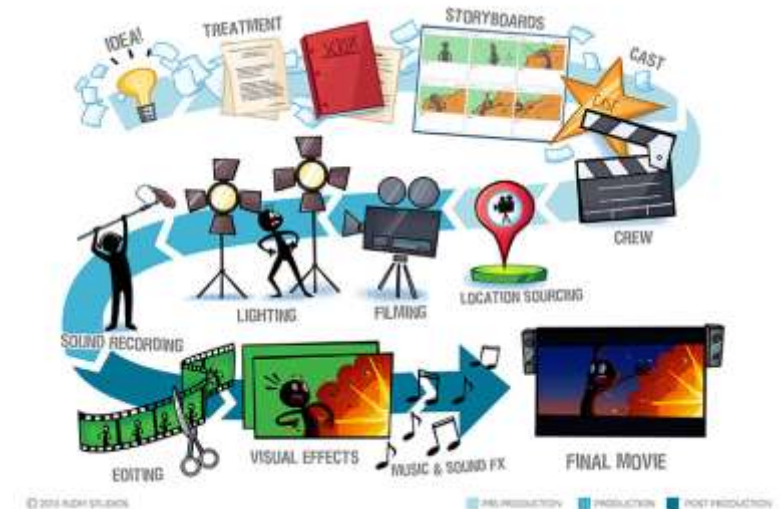 IDEA!
TREATMENT
STORYBOARDS
CAST
CREW
LOCATION SOURCING
FILMING
LIGHTING
SOUND RECORDING
EDITING
VISUAL EFFECTS
MUSIC & SOUND FX
FINAL MOVIE
PRE PRODUCTION
PRODUCTION
POST PRODUCTION